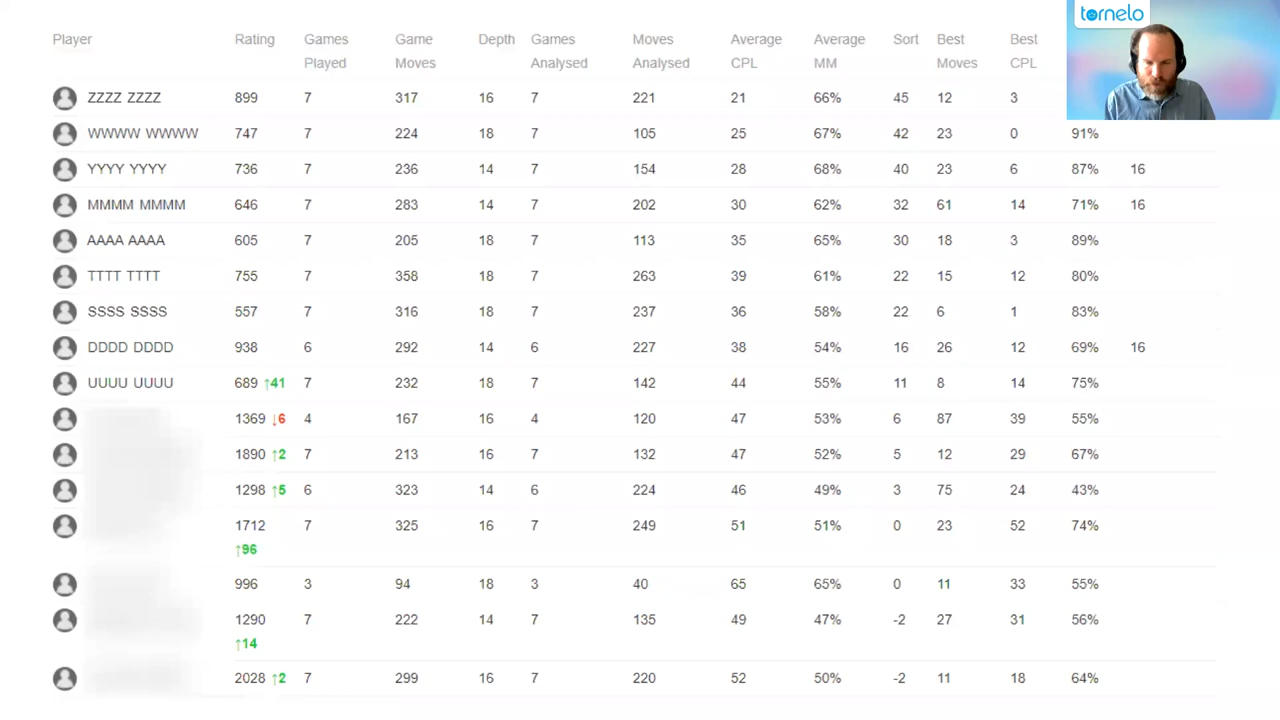 tornelo
Player Rating Games Played Game Moves Depth Games Analysed Moves Analysed Average CPL Average MM Sort Best Moves Best CPL
ZZZZ ZZZZ 899 7 317 16 7 221 21 66% 45 12 3
WWWW WWWW 747 7 224 18 7 105 25 67% 42 23 0 91%
YYYY YYYY 736 7 236 14 7 154 28 68% 40 23 6 87% 16
MMMM MMMM 646 7 283 14 7 202 30 62% 32 61 14 71% 16
AAAA AAAA 605 7 205 18 7 113 35 65% 30 18 3 89%
TTTT TTTT 755 7 358 18 7 263 39 61% 22 15 12 80%
SSSS SSSS 557 7 316 18 7 237 36 58% 22 6 1 83%
DDDD DDDD 938 6 292 14 6 227 38 54% 16 26 12 69% 16
UUUU UUUU 689 ↑41 7 232 18 7 142 44 55% 11 8 14 75%
1369 ↓6 4 167 16 4 120 47 53% 6 87 39 55%
1890 ↑2 7 213 16 7 132 47 52% 5 12 29 67%
1298 ↑5 6 323 14 6 224 46 49% 3 75 24 43%
1712 7 325 16 7 249 51 51% 0 23 52 74%
↑96
996 3 94 18 3 40 65 65% 0 11 33 55%
1290 7 222 14 7 135 49 47% -2 27 31 56%
↑14
2028 ↑2 7 299 16 7 220 52 50% -2 11 18 64%